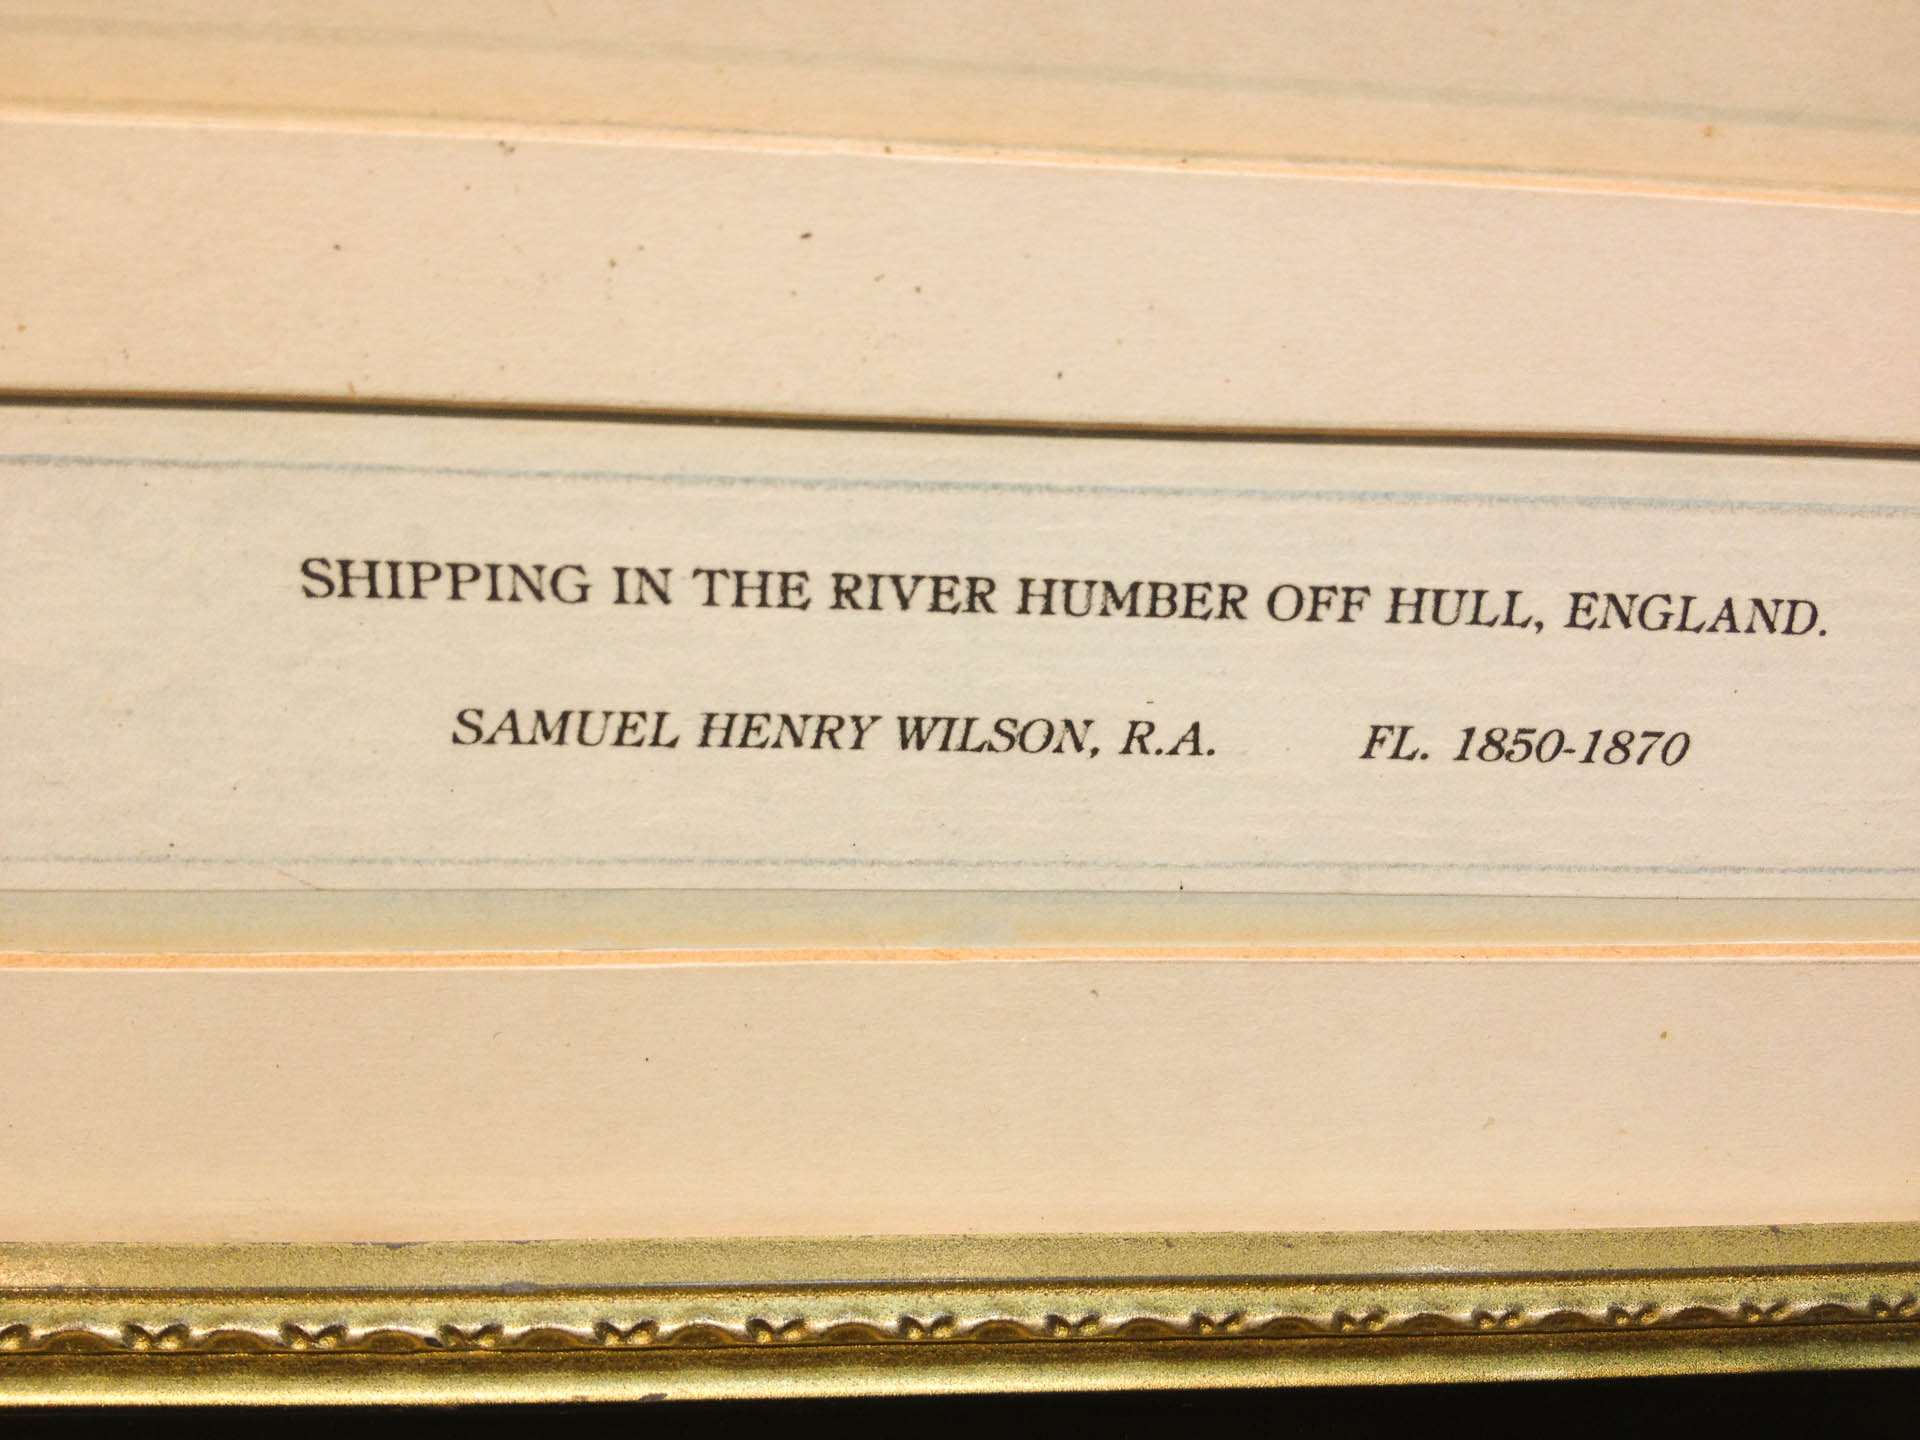 SHIPPING IN THE RIVER HUMBER OFF HULL, ENGLAND.
SAMUEL HENRY WILSON, R.A. FL. 1850-1870